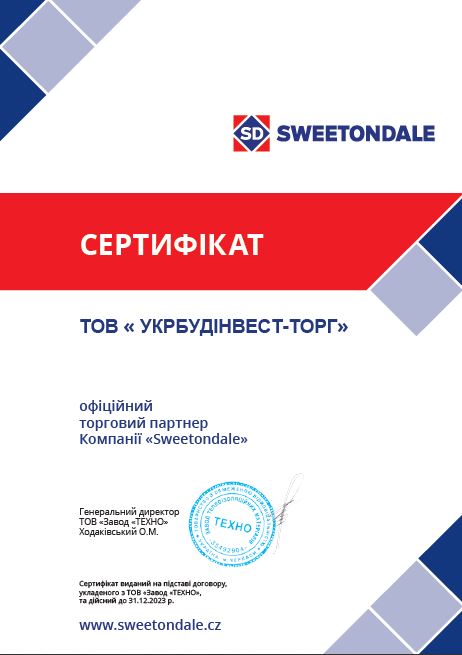 SD SWEETONDALE
СЕРТИФІКАТ
ТОВ « УКРБУДІНВЕСТ-ТОРГ»
офіційний
торговий партнер
Компанії «Sweetondale»
Генеральний директор
ТОВ «Завод «ТЕХНО»
Ходаківський О.М.
ТЕХНО
Сертифікат виданий на підставі договору,
укладеного з ТОВ «Завод «ТЕХНО»,
та дійсний до 31.12.2023 р.
www.sweetondale.cz